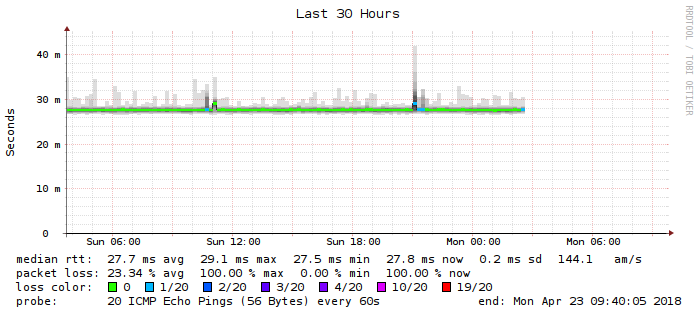 Last 30 Hours
RRDTOOL / TOBI OETIKER
Seconds
40 m
30 m
20 m
10 m
0
Sun 06:00 Sun 12:00 Sun 18:00 Mon 00:00 Mon 06:00
median rtt: 27.7 ms avg 29.1 ms max 27.5 ms min 27.8 ms now 0.2 ms sd 144.1 am/s
packet loss: 23.34 % avg 100.00 % max 0.00 % min 100.00 % now
loss color: 0 1/20 2/20 3/20 4/20 10/20 19/20
probe: 20 ICMP Echo Pings (56 Bytes) every 60s end: Mon Apr 23 09:40:05 2018